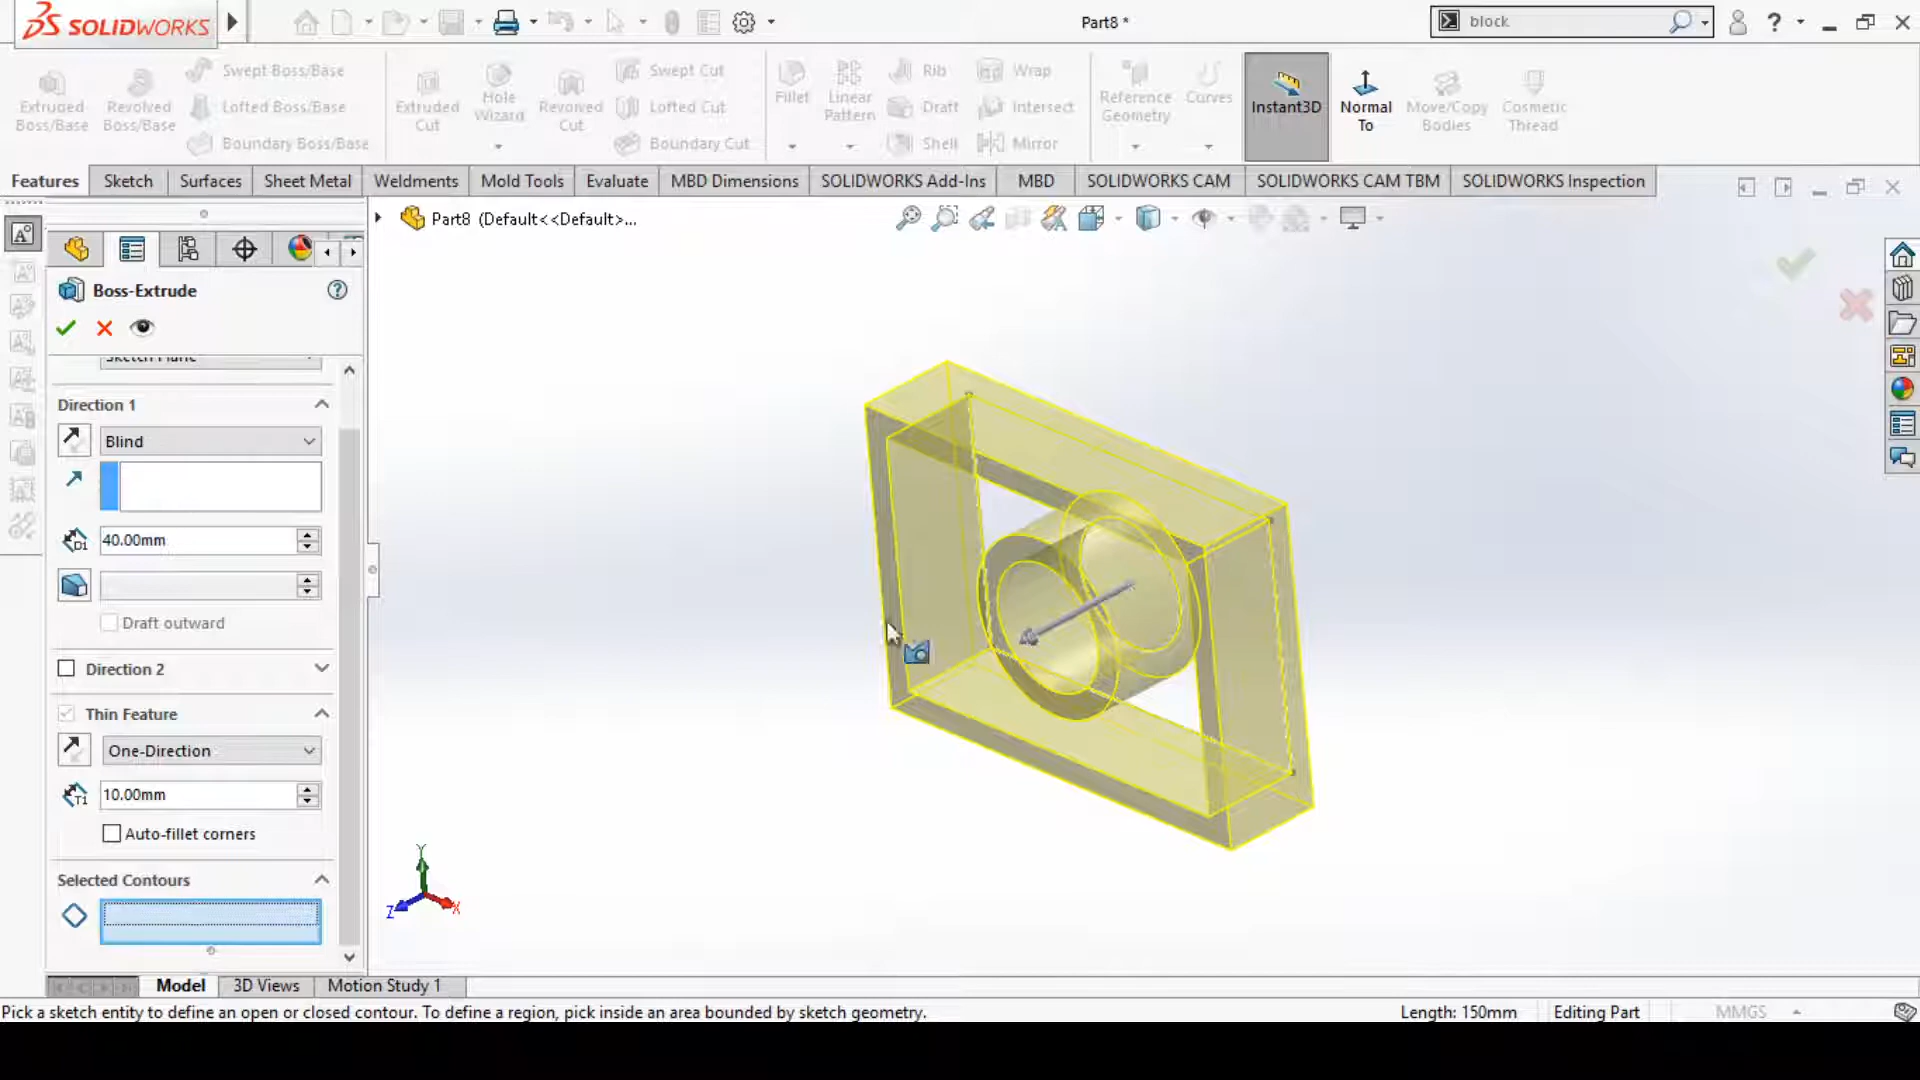 SOLIDWORKS
Part8 *
block
Extruded Boss/Base
Revolved Boss/Base
Swept Boss/Base
Lofted Boss/Base
Boundary Boss/Base
Extruded Cut
Hole Wizard
Revolved Cut
Swept Cut
Lofted Cut
Boundary Cut
Fillet
Linear Pattern
Rib
Draft
Shell
Wrap
Intersect
Mirror
Reference Geometry
Curves
Instant3D
Normal To
Move/Copy Bodies
Cosmetic Thread
Features Sketch Surfaces Sheet Metal Weldments Mold Tools Evaluate MBD Dimensions SOLIDWORKS Add-Ins MBD SOLIDWORKS CAM SOLIDWORKS CAM TBM SOLIDWORKS Inspection
Part8 (Default<<Default>...
Boss-Extrude
Sketch Plane
Direction 1
Blind
D1 40.00mm
Draft outward
Direction 2
Thin Feature
One-Direction
T1 10.00mm
Auto-fillet corners
Selected Contours
Y
Z X
Model 3D Views Motion Study 1
Pick a sketch entity to define an open or closed contour. To define a region, pick inside an area bounded by sketch geometry.
Length: 150mm Editing Part MMGS